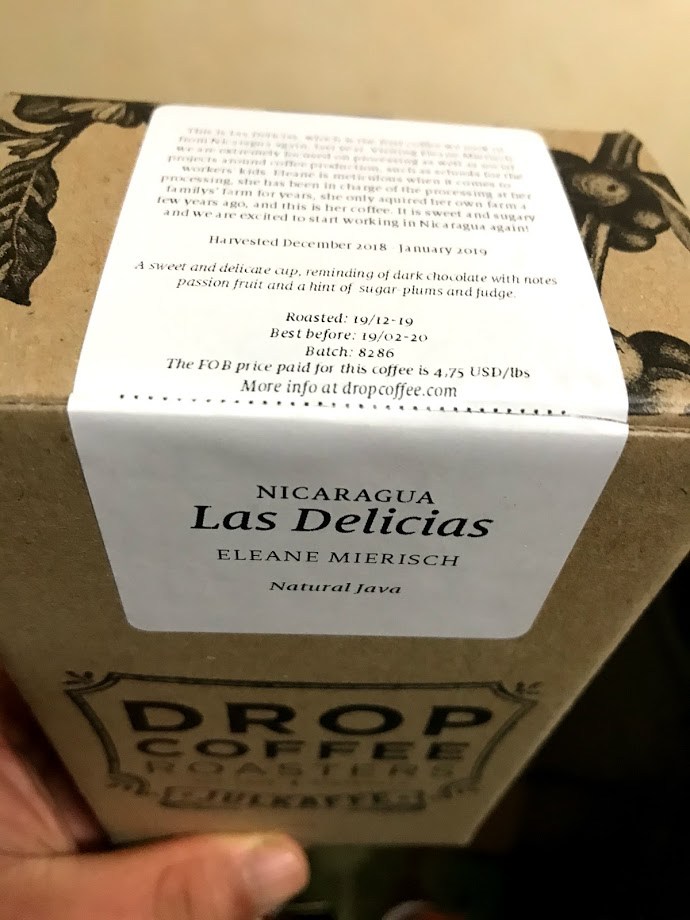 This is Las Delicias, which is the first coffee we took in
from Nicaragua again, last year. Visiting Eleane Mierisch
we are extremely focused on processing as well as social
projects around coffee production, such as schools for the
workers' kids. Eleane is meticulous when it comes to
processing, she has been in charge of the processing at her
familys' farm for years, she only aquired her own farm a
few years ago, and this is her coffee. It is sweet and sugary
and we are excited to start working in Nicaragua again!
Harvested December 2018 January 2019
A sweet and delicate cup, reminding of dark chocolate with notes
passion fruit and a hint of sugar plums and fudge.
Roasted: 19/12-19
Best before: 19/02-20
Batch: 8286
The FOB price paid for this coffee is 4,75 USD/lbs
More info at dropcoffee.com
NICARAGUA
Las Delicias
ELEANE MIERISCH
Natural Java
DROP
COFFEE
ROASTERS
JULKAFFE